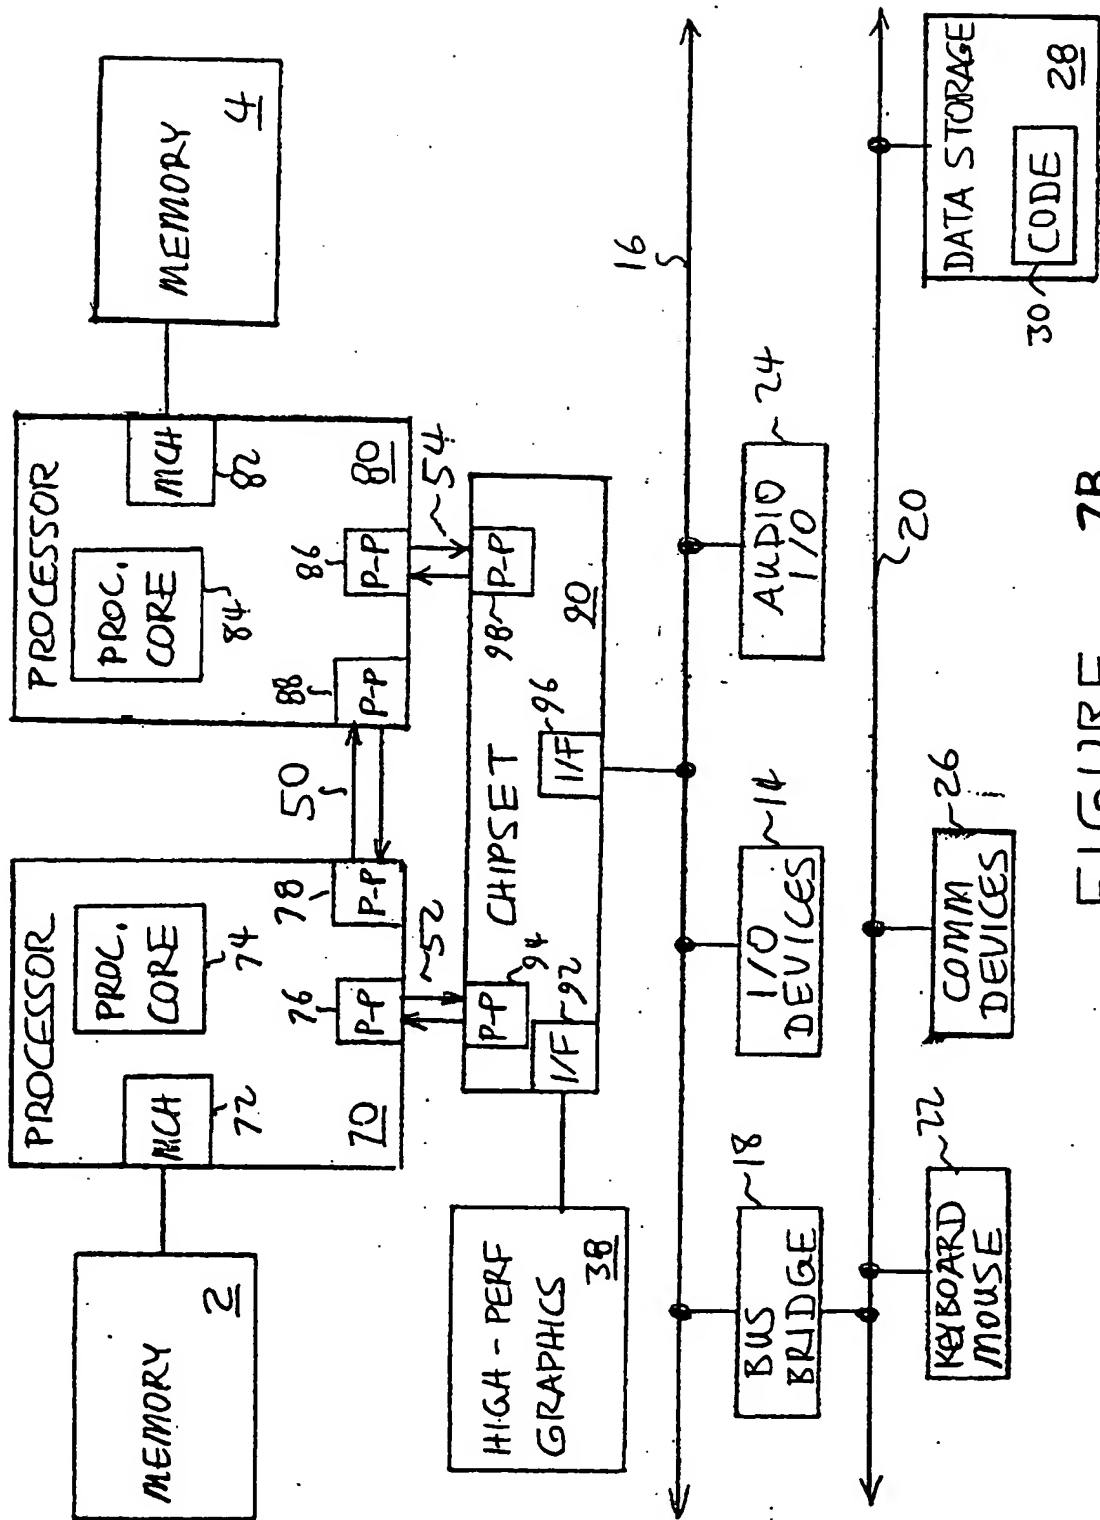 MEMORY
2
PROCESSOR
MCH
72
PROC.
CORE
74
70
76
P-P
78
P-P
50
PROCESSOR
PROC.
CORE
84
MCH
82
80
88
P-P
86
P-P
MEMORY
4
52
54
HIGH-PERF
GRAPHICS
38
CHIPSET
P-P
94
I/F
92
I/F
96
98
P-P
90
16
BUS
BRIDGE
18
I/O
DEVICES
14
AUDIO
I/O
24
20
KEYBOARD
MOUSE
22
COMM
DEVICES
26
DATA STORAGE
30
CODE
28
FIGURE 7B